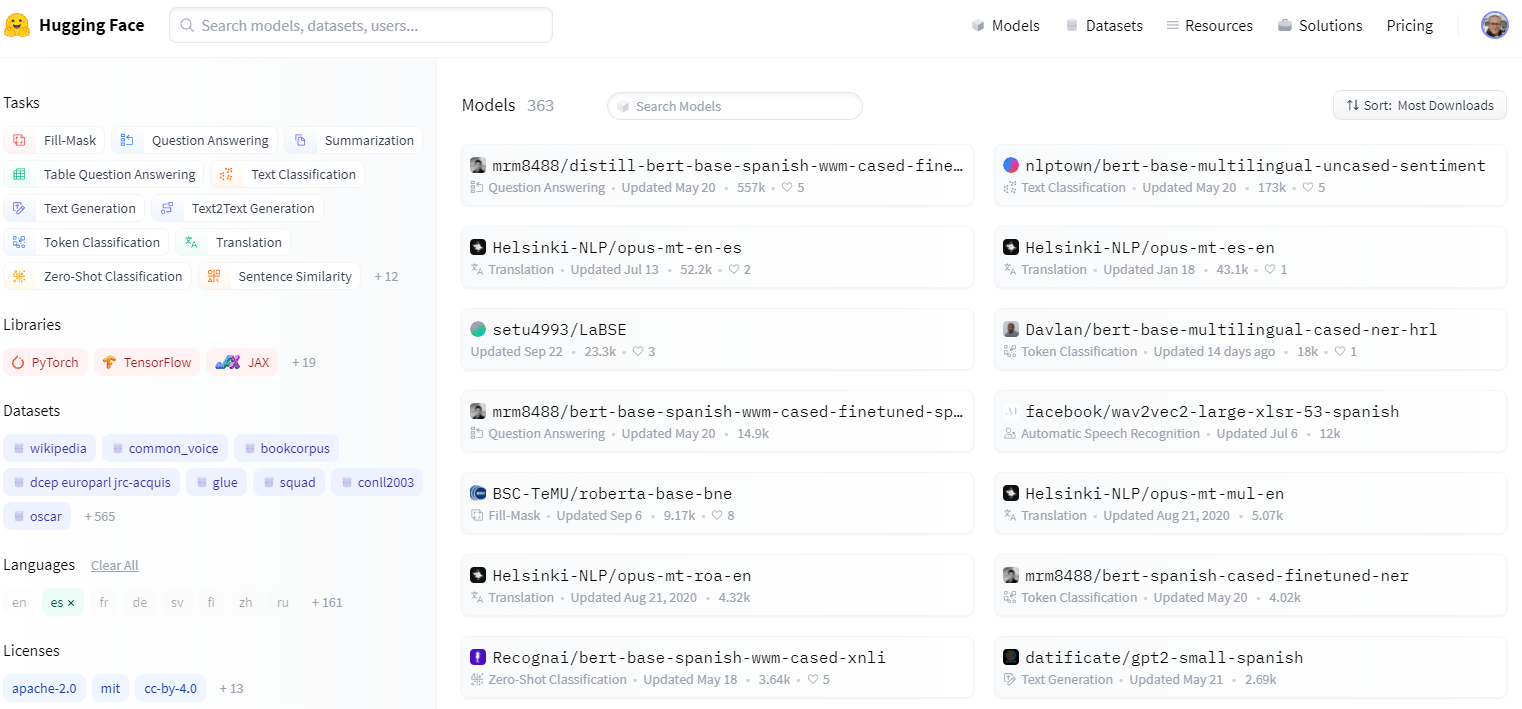 Hugging Face
Search models, datasets, users...
Models
Datasets
Resources
Solutions
Pricing
Tasks
Fill-Mask
Question Answering
Summarization
Table Question Answering
Text Classification
Text Generation
Text2Text Generation
Token Classification
Translation
Zero-Shot Classification
Sentence Similarity
+ 12
Libraries
PyTorch
TensorFlow
JAX
+ 19
Datasets
wikipedia
common_voice
bookcorpus
dcep europarl jrc-acquis
glue
squad
conll2003
oscar
+ 565
Languages
Clear All
en
es ×
fr
de
sv
fi
zh
ru
+ 161
Licenses
apache-2.0
mit
cc-by-4.0
+ 13
Models 363
Search Models
Sort: Most Downloads
mrm8488/distill-bert-base-spanish-wwm-cased-fine…
Question Answering • Updated May 20 • 557k • ♡ 5
nlptown/bert-base-multilingual-uncased-sentiment
Text Classification • Updated May 20 • 173k • ♡ 5
Helsinki-NLP/opus-mt-en-es
Translation • Updated Jul 13 • 52.2k • ♡ 2
Helsinki-NLP/opus-mt-es-en
Translation • Updated Jan 18 • 43.1k • ♡ 1
setu4993/LaBSE
Updated Sep 22 • 23.3k • ♡ 3
Davlan/bert-base-multilingual-cased-ner-hrl
Token Classification • Updated 14 days ago • 18k • ♡ 1
mrm8488/bert-base-spanish-wwm-cased-finetuned-sp…
Question Answering • Updated May 20 • 14.9k
facebook/wav2vec2-large-xlsr-53-spanish
Automatic Speech Recognition • Updated Jul 6 • 12k
BSC-TeMU/roberta-base-bne
Fill-Mask • Updated Sep 6 • 9.17k • ♡ 8
Helsinki-NLP/opus-mt-mul-en
Translation • Updated Aug 21, 2020 • 5.07k
Helsinki-NLP/opus-mt-roa-en
Translation • Updated Aug 21, 2020 • 4.32k
mrm8488/bert-spanish-cased-finetuned-ner
Token Classification • Updated May 20 • 4.02k
Recognai/bert-base-spanish-wwm-cased-xnli
Zero-Shot Classification • Updated May 18 • 3.64k • ♡ 5
datificate/gpt2-small-spanish
Text Generation • Updated May 21 • 2.69k